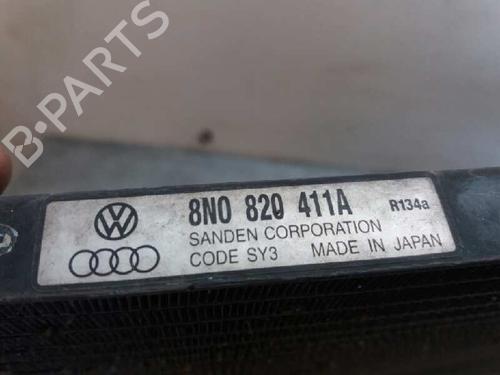 B-PARTS
8N0 820 411A R134a
SANDEN CORPORATION
CODE SY3 MADE IN JAPAN